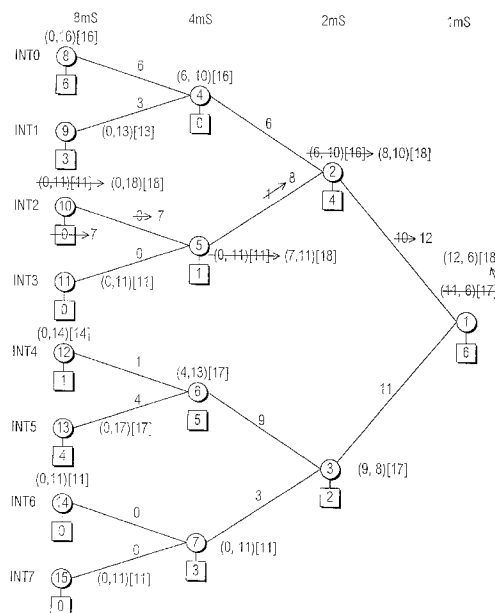 8mS 4mS 2mS 1mS
(0,16)[16]
INT0 8 6 (6, 10)[16]
6 4
3 0 6
INT1 9 (0,13)[13]
3 (6, 10)[16] → (8,10)[18]
(0,11)[11] → (0,18)[18] 1 → 8 2
INT2 10 0 → 7 4
0 → 7 10 → 12
0 5 (0, 11)[11] → (7,11)[18]
INT3 11 (0,11)[11] 1 (12, 6)[18]
0 (11, 6)[17]
(0,14)[14] 1
INT4 12 1 (4,13)[17] 6
1 6 11
4 5 9
INT5 13 (0,17)[17]
4 3 (9, 8)[17]
(0,11)[11] 2
INT6 14 0 3
0 7 (0, 11)[11]
0 3
INT7 15 (0,11)[11]
0